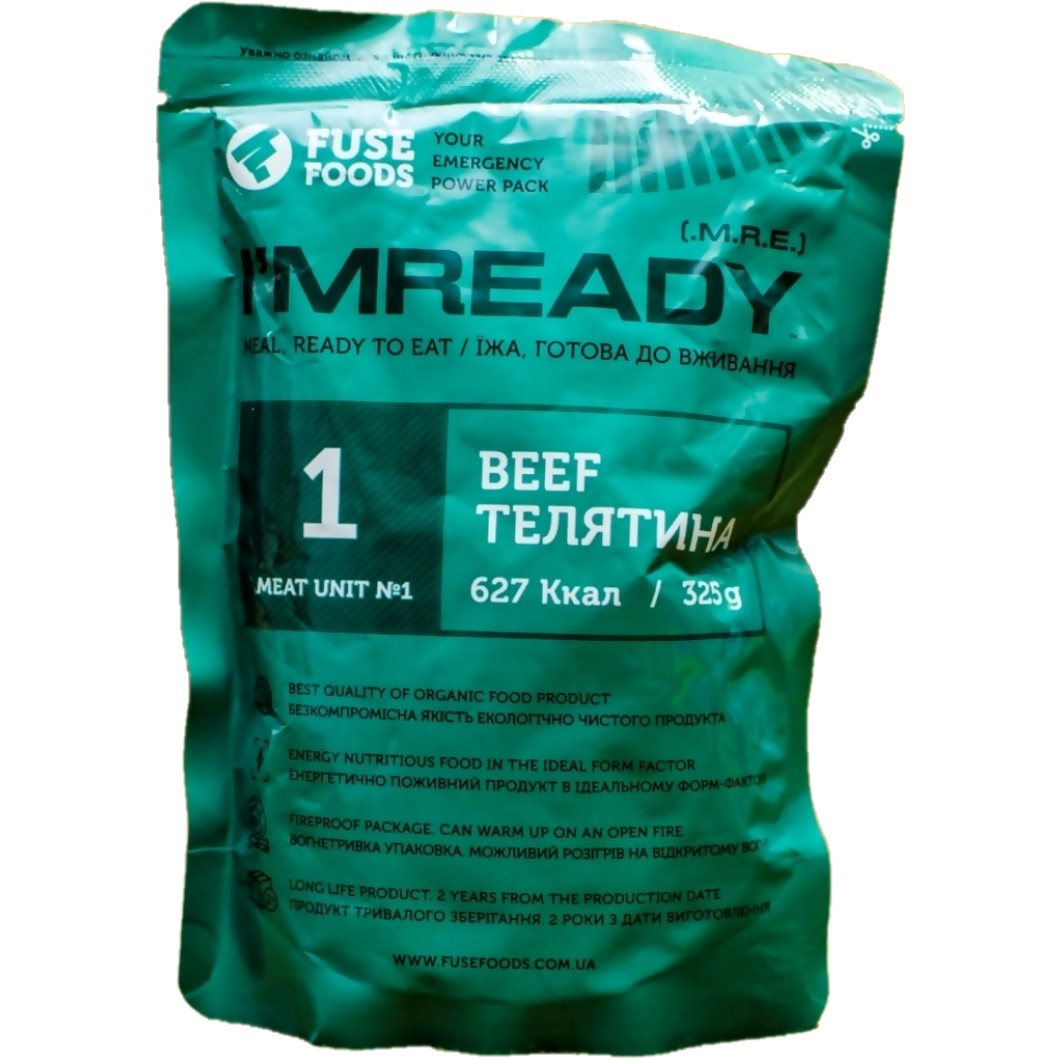 Уважно
FUSE
FOODS
YOUR
EMERGENCY
POWER PACK
(.M.R.E.)
I'MREADY
MEAL, READY TO EAT / ЇЖА, ГОТОВА ДО ВЖИВАННЯ
1
MEAT UNIT №1
BEEF
ТЕЛЯТИНА
627 Ккал / 325g
BEST QUALITY OF ORGANIC FOOD PRODUCT
БЕЗКОМПРОМІСНА ЯКІСТЬ ЕКОЛОГІЧНО ЧИСТОГО ПРОДУКТА
ENERGY NUTRITIOUS FOOD IN THE IDEAL FORM FACTOR
ЕНЕРГЕТИЧНО ПОЖИВНИЙ ПРОДУКТ В ІДЕАЛЬНОМУ ФОРМ-ФАКТОРІ
FIREPROOF PACKAGE. CAN WARM UP ON AN OPEN FIRE
ВОГНЕТРИВКА УПАКОВКА. МОЖЛИВИЙ РОЗІГРІВ НА ВІДКРИТОМУ ВОГНІ
LONG LIFE PRODUCT. 2 YEARS FROM THE PRODUCTION DATE
ПРОДУКТ ТРИВАЛОГО ЗБЕРІГАННЯ. 2 РОКИ З ДАТИ ВИГОТОВЛЕННЯ
WWW.FUSEFOODS.COM.UA